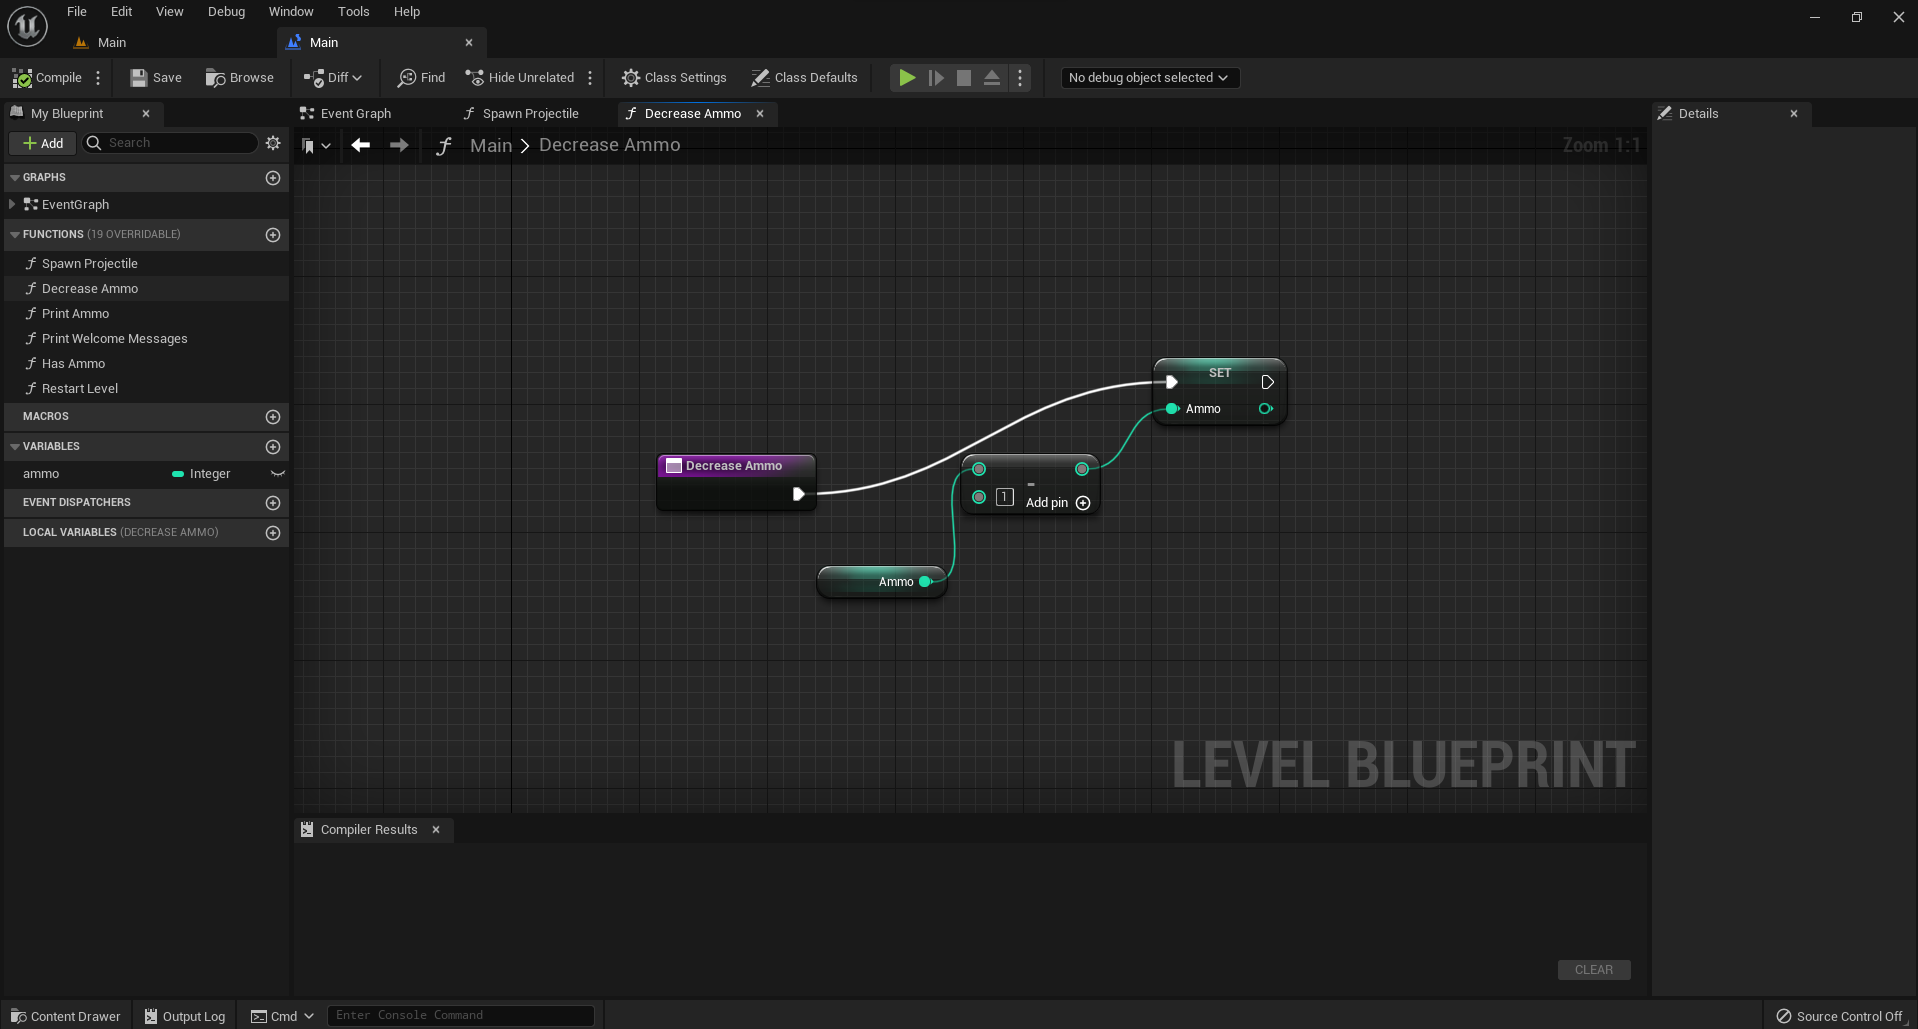 File Edit View Debug Window Tools Help
Main
Main
Compile Save Browse Diff Find Hide Unrelated Class Settings Class Defaults No debug object selected
My Blueprint
Event Graph Spawn Projectile Decrease Ammo
Details
Add Search
Main > Decrease Ammo
Zoom 1:1
GRAPHS
EventGraph
FUNCTIONS (19 OVERRIDABLE)
Spawn Projectile
Decrease Ammo
Print Ammo
Print Welcome Messages
Has Ammo
Restart Level
MACROS
VARIABLES
ammo Integer
EVENT DISPATCHERS
LOCAL VARIABLES (DECREASE AMMO)
SET
Ammo
Decrease Ammo
-
1 Add pin
Ammo
LEVEL BLUEPRINT
Compiler Results
CLEAR
Content Drawer Output Log Cmd Enter Console Command Source Control Off